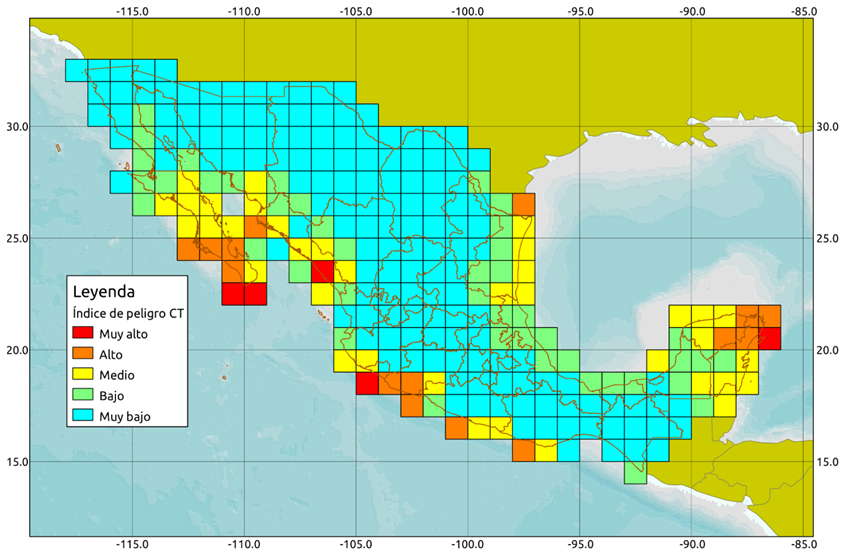 -115.0 -110.0 -105.0 -100.0 -95.0 -90.0 -85.0
30.0 30.0
25.0 25.0
Leyenda
Índice de peligro CT
Muy alto
Alto
Medio
Bajo
Muy bajo
20.0 20.0
15.0 15.0
-115.0 -110.0 -105.0 -100.0 -95.0 -90.0 -85.0